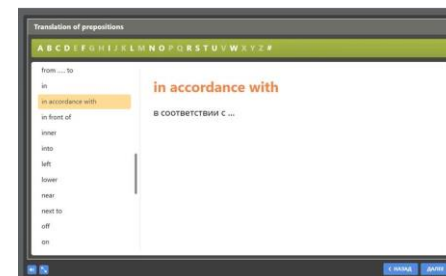 Translation of prepositions
A B C D E F G H I J K L M N O P Q R S T U V W X Y Z #
from .... to
in
in accordance with
in front of
inner
into
left
lower
near
next to
off
on
in accordance with
в соответствии с ...
< НАЗАД
ДАЛЕЕ